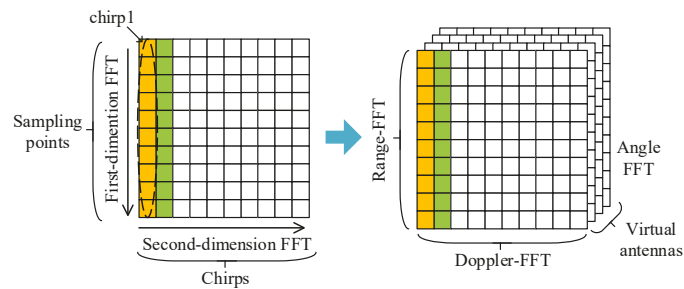 chirp1
Sampling
points
First-dimention FFT
Second-dimension FFT
Chirps
Range-FFT
Doppler-FFT
Angle
FFT
Virtual
antennas